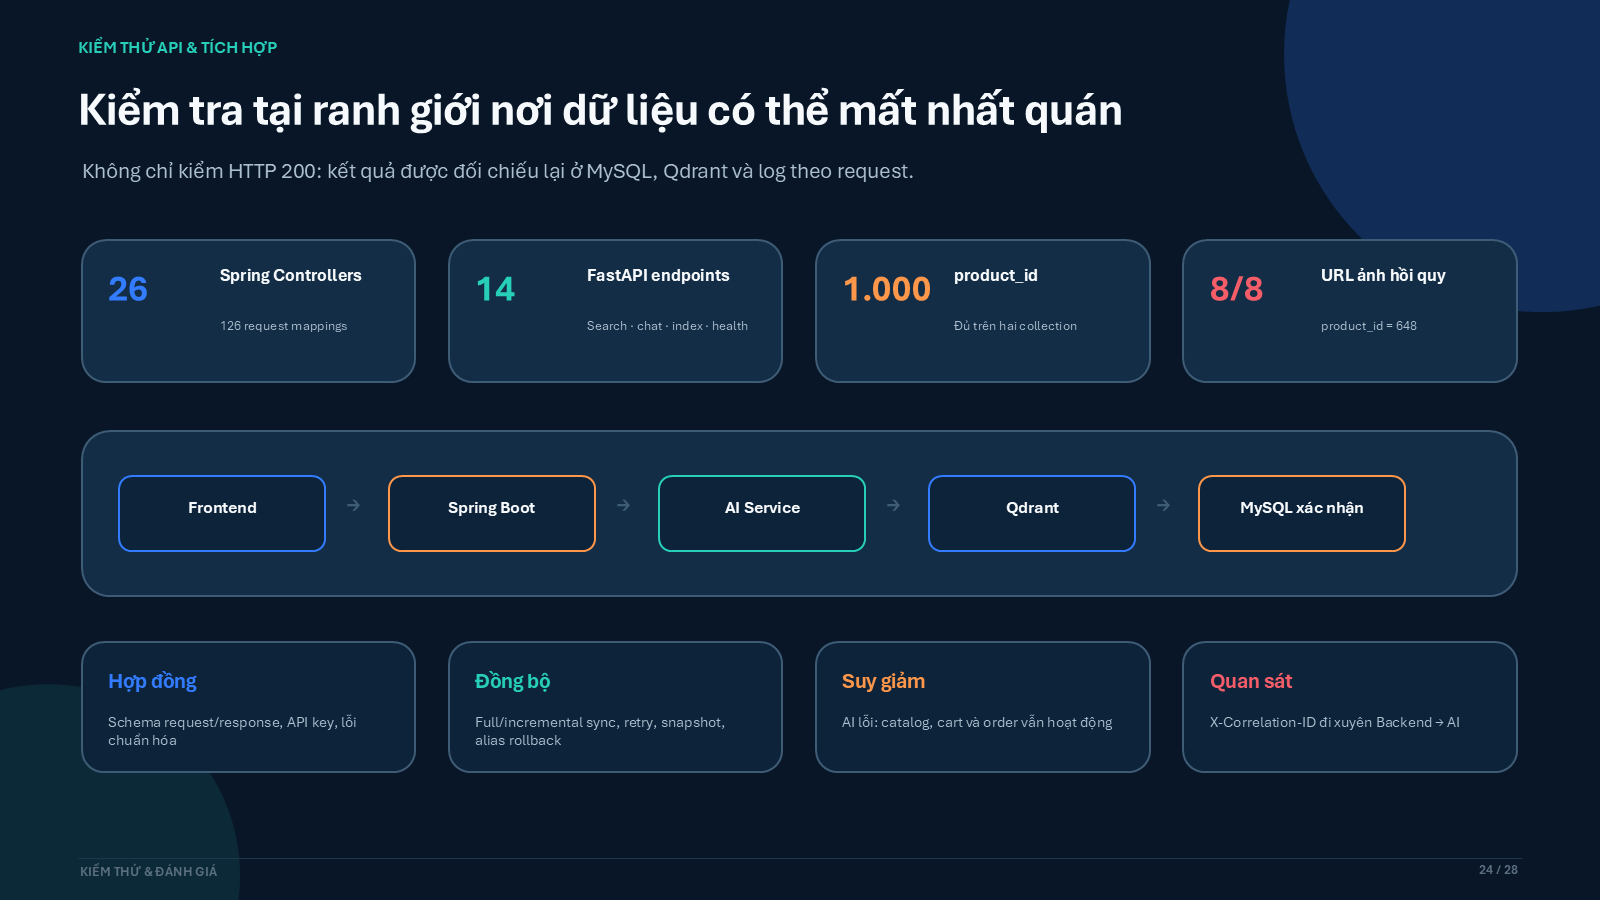 KIỂM THỬ API & TÍCH HỢP
Kiểm tra tại ranh giới nơi dữ liệu có thể mất nhất quán
Không chỉ kiểm HTTP 200: kết quả được đối chiếu lại ở MySQL, Qdrant và log theo request.
26
Spring Controllers
126 request mappings
14
FastAPI endpoints
Search · chat · index · health
1.000
product_id
Đủ trên hai collection
8/8
URL ảnh hồi quy
product_id = 648
Frontend
→
Spring Boot
→
AI Service
→
Qdrant
→
MySQL xác nhận
Hợp đồng
Schema request/response, API key, lỗi
chuẩn hóa
Đồng bộ
Full/incremental sync, retry, snapshot,
alias rollback
Suy giảm
AI lỗi: catalog, cart và order vẫn hoạt động
Quan sát
X-Correlation-ID đi xuyên Backend → AI
KIỂM THỬ & ĐÁNH GIÁ
24 / 28